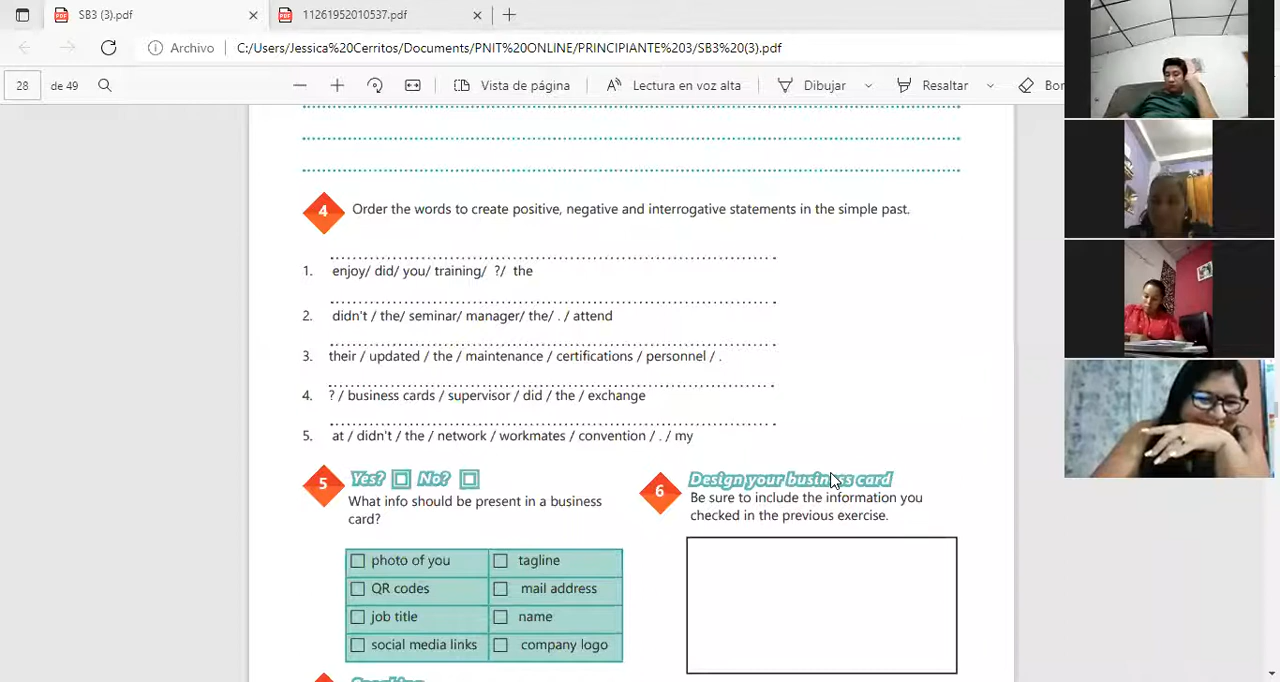 SB3 (3).pdf
11261952010537.pdf
Archivo
C:/Users/Jessica%20Cerritos/Documents/PNIT%20ONLINE/PRINCIPIANTE%203/SB3%20(3).pdf
28
de 49
Vista de página
Lectura en voz alta
Dibujar
Resaltar
4
Order the words to create positive, negative and interrogative statements in the simple past.
1. enjoy/ did/ you/ training/ ?/ the
2. didn't / the/ seminar/ manager/ the/ . / attend
3. their / updated / the / maintenance / certifications / personnel / .
4. ? / business cards / supervisor / did / the / exchange
5. at / didn't / the / network / workmates / convention / . / my
5
Yes? No?
What info should be present in a business
card?
photo of you
tagline
QR codes
mail address
job title
name
social media links
company logo
6
Design your business card
Be sure to include the information you
checked in the previous exercise.